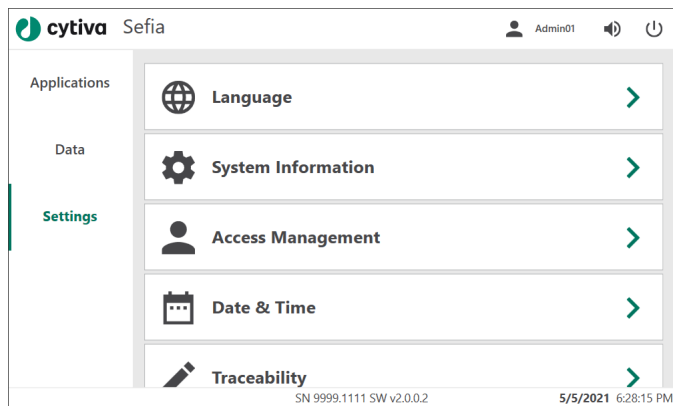 cytiva Sefia
Admin01
Applications
Data
Settings
Language
System Information
Access Management
Date & Time
Traceability
SN 9999.1111 SW v2.0.0.2
5/5/2021 6:28:15 PM